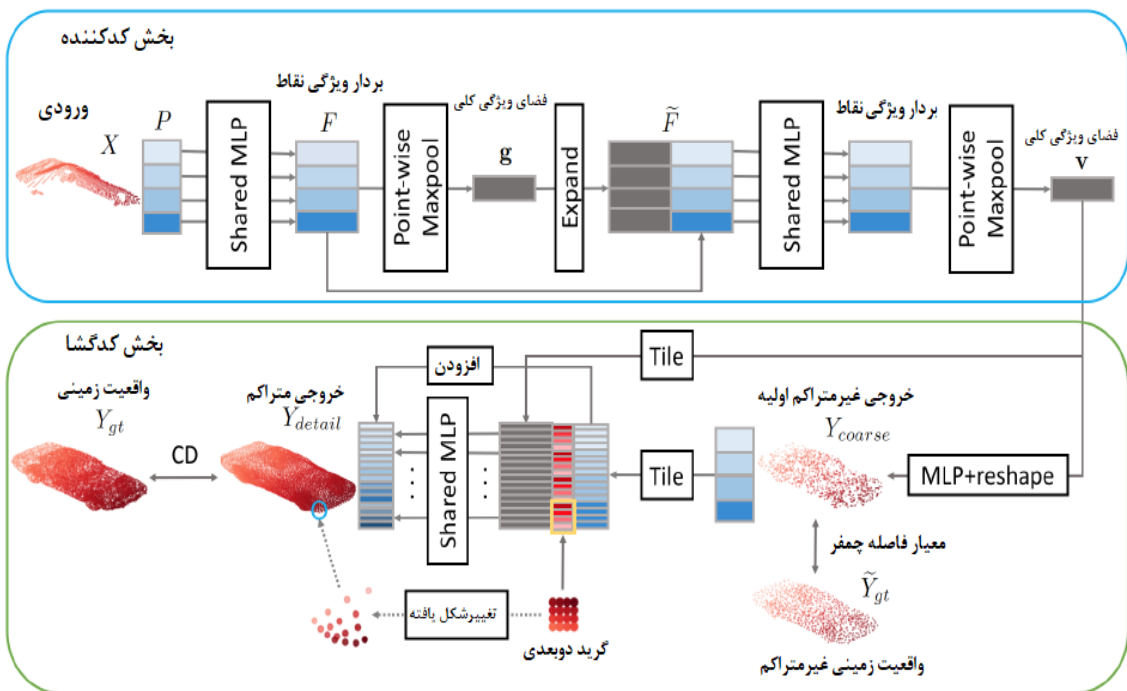 بخش کدکننده
ورودی
X
P
Shared MLP
بردار ویژگی نقاط
F
Point-wise
Maxpool
فضای ویژگی کلی
g
Expand
F̃
Shared MLP
بردار ویژگی نقاط
Point-wise
Maxpool
فضای ویژگی کلی
v
بخش کدگشا
واقعیت زمینی
Y_gt
CD
خروجی متراکم
Y_detail
افزودن
Shared MLP
Tile
Tile
خروجی غیرمتراکم اولیه
Y_coarse
MLP+reshape
معیار فاصله چمفر
Ỹ_gt
واقعیت زمینی غیرمتراکم
تغییرشکل یافته
گرید دوبعدی